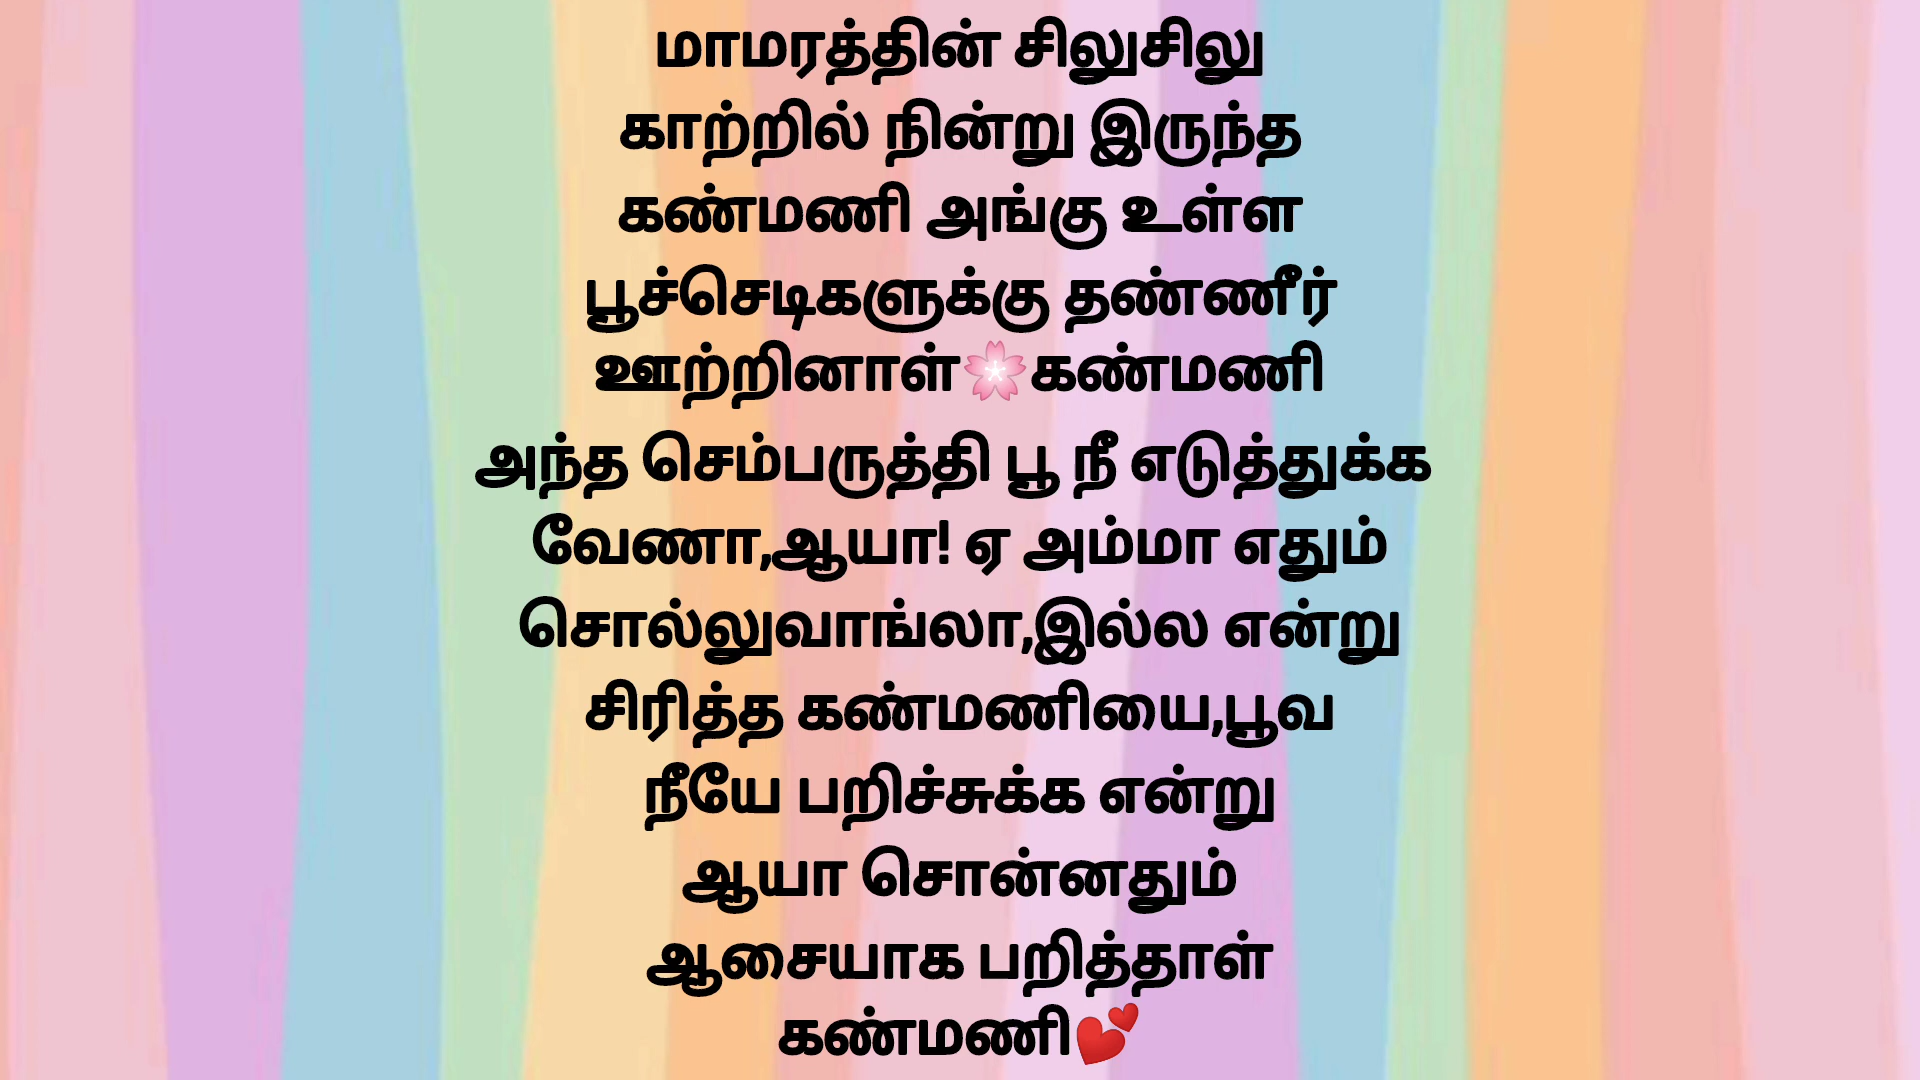 மாமரத்தின் சிலுசிலு
காற்றில் நின்று இருந்த
கண்மணி அங்கு உள்ள
பூச்செடிகளுக்கு தண்ணீர்
ஊற்றினாள்🌸கண்மணி
அந்த செம்பருத்தி பூ நீ எடுத்துக்க
வேணா,ஆயா! ஏ அம்மா எதும்
சொல்லுவாங்லா,இல்ல என்று
சிரித்த கண்மணியை,பூவ
நீயே பறிச்சுக்க என்று
ஆயா சொன்னதும்
ஆசையாக பறித்தாள்
கண்மணி💕